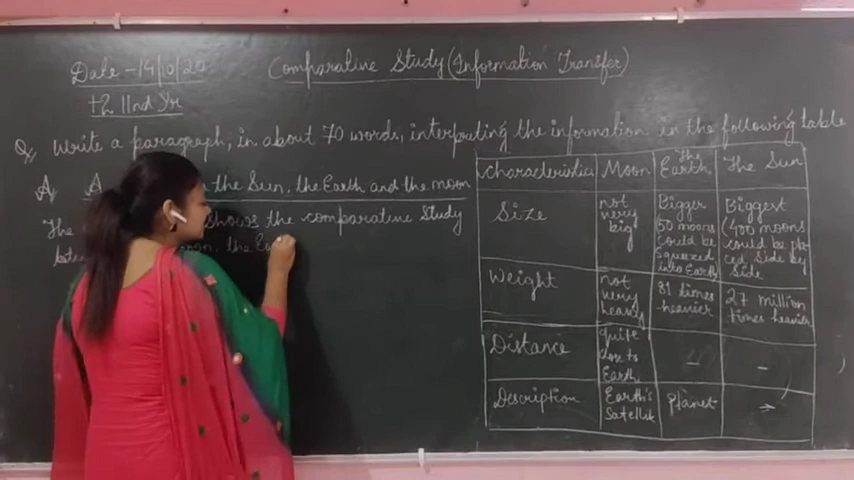 Date - 14/10/20
Comparative Study (Information Transfer)
+2 IInd Yr
Q// Write a paragraph, in about 70 words, interpreting the information in the following table
A/ A the Sun, the Earth and the moon
The shows the comparative study
moon, the
Characteristics Moon The Earth The Sun
Size
not very big
Bigger (50 moons could be squeezed into Earth
Biggest (400 moons could be placed Side by Side
Weight
not very heavy
81 times heavier
27 million times heavier
Distance
quite close to Earth
-
-
Description
Earth's Satellite
planet